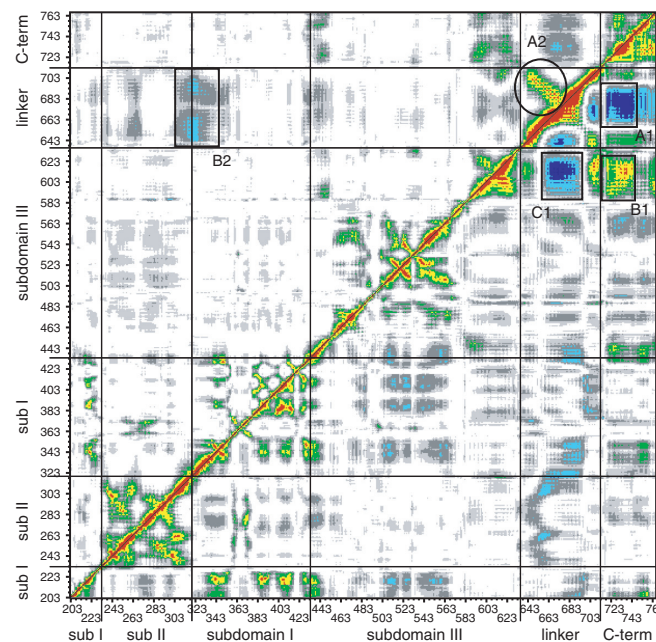 763
C-term
743
723
A2
703
linker
683
663
A1
643
B2
623
603
C1
B1
583
563
subdomain III
543
523
503
483
463
443
423
sub I
403
383
363
343
323
303
sub II
283
263
243
sub I
223
203
203 243 283 323 363 403 443 483 523 563 603 643 683 723 76
223 263 303 343 383 423 463 503 543 583 623 663 703 743
sub I sub II subdomain I subdomain III linker C-term